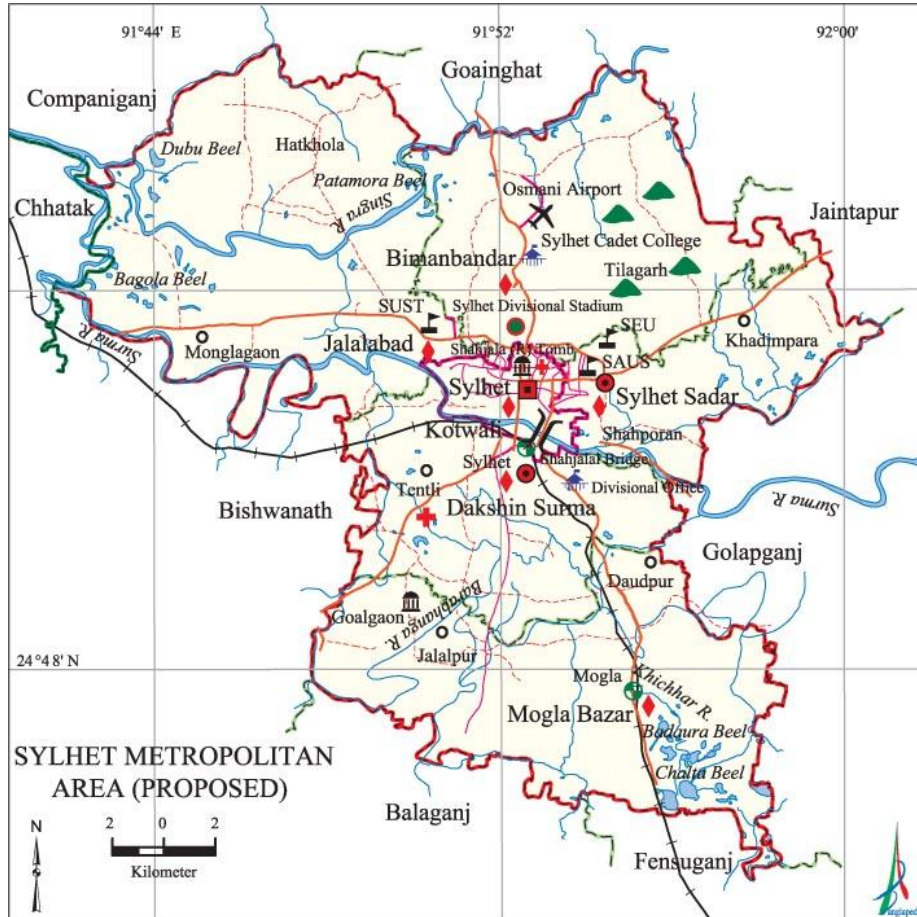 91°44' E
91°52'
92°00'
Goainghat
Companiganj
Dubu Beel
Hatkhola
Patamora Beel
Osmani Airport
Singra R.
Chhatak
Jaintapur
Sylhet Cadet College
Bimanbandar
Tilagarh
Bagola Beel
SUST
Sylhet Divisional Stadium
SEU
Surma R.
Monglagaon
Jalalabad
Khadimpara
Shahjala (R) Tomb
SAUS
Sylhet
Sylhet Sadar
Kotwali
Shahporan
Sylhet
Shahjalal Bridge
Tentli
Divisional Office
Surma R.
Bishwanath
Dakshin Surma
Golapganj
Daudpur
Goalgaon
Barabhanga R.
Jalalpur
24°48' N
Mogla
Khichhar R.
Mogla Bazar
Badaura Beel
SYLHET METROPOLITAN
AREA (PROPOSED)
Chalta Beel
Balaganj
N
2 0 2
Kilometer
Fensuganj